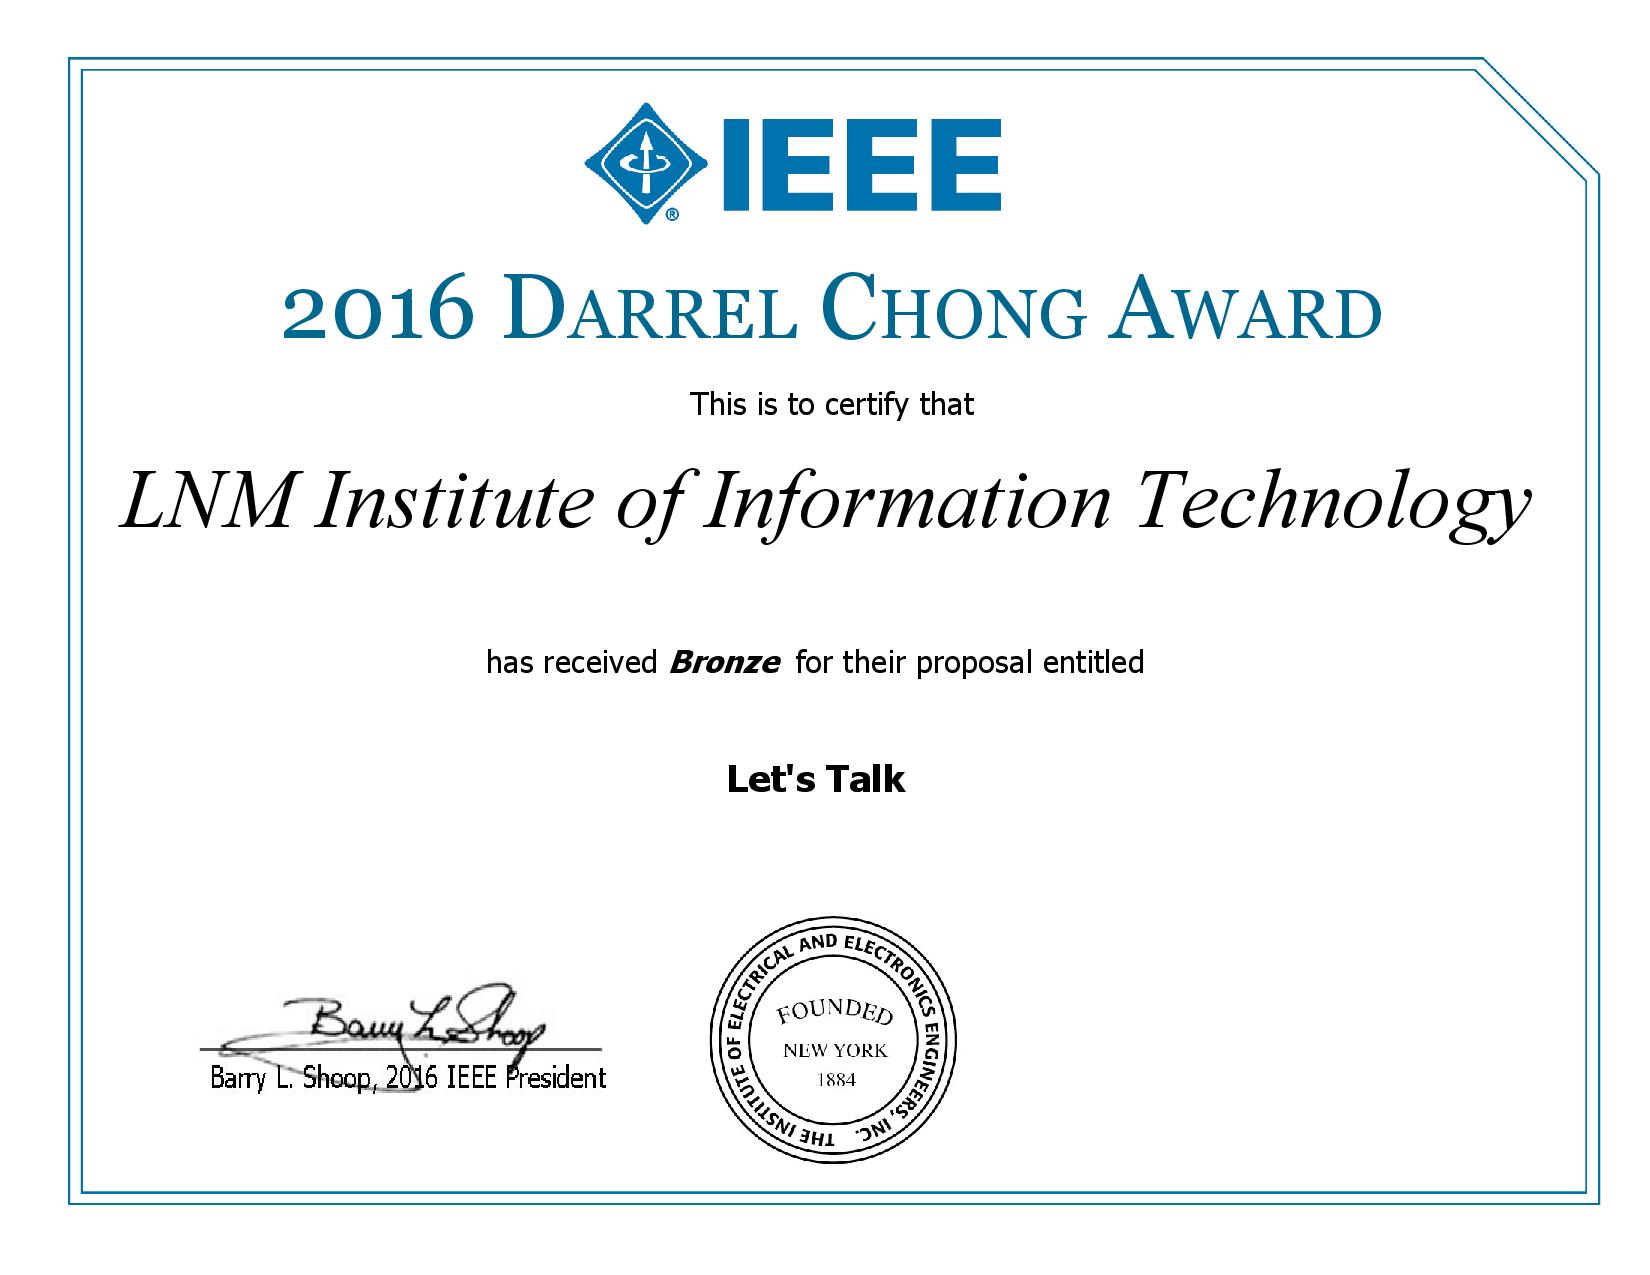 IEEE
®
2016 DARREL CHONG AWARD
This is to certify that
LNM Institute of Information Technology
has received Bronze for their proposal entitled
Let's Talk
Barry L. Shoop
Barry L. Shoop, 2016 IEEE President
THE INSTITUTE OF ELECTRICAL AND ELECTRONICS ENGINEERS, INC.
FOUNDED
NEW YORK
1884